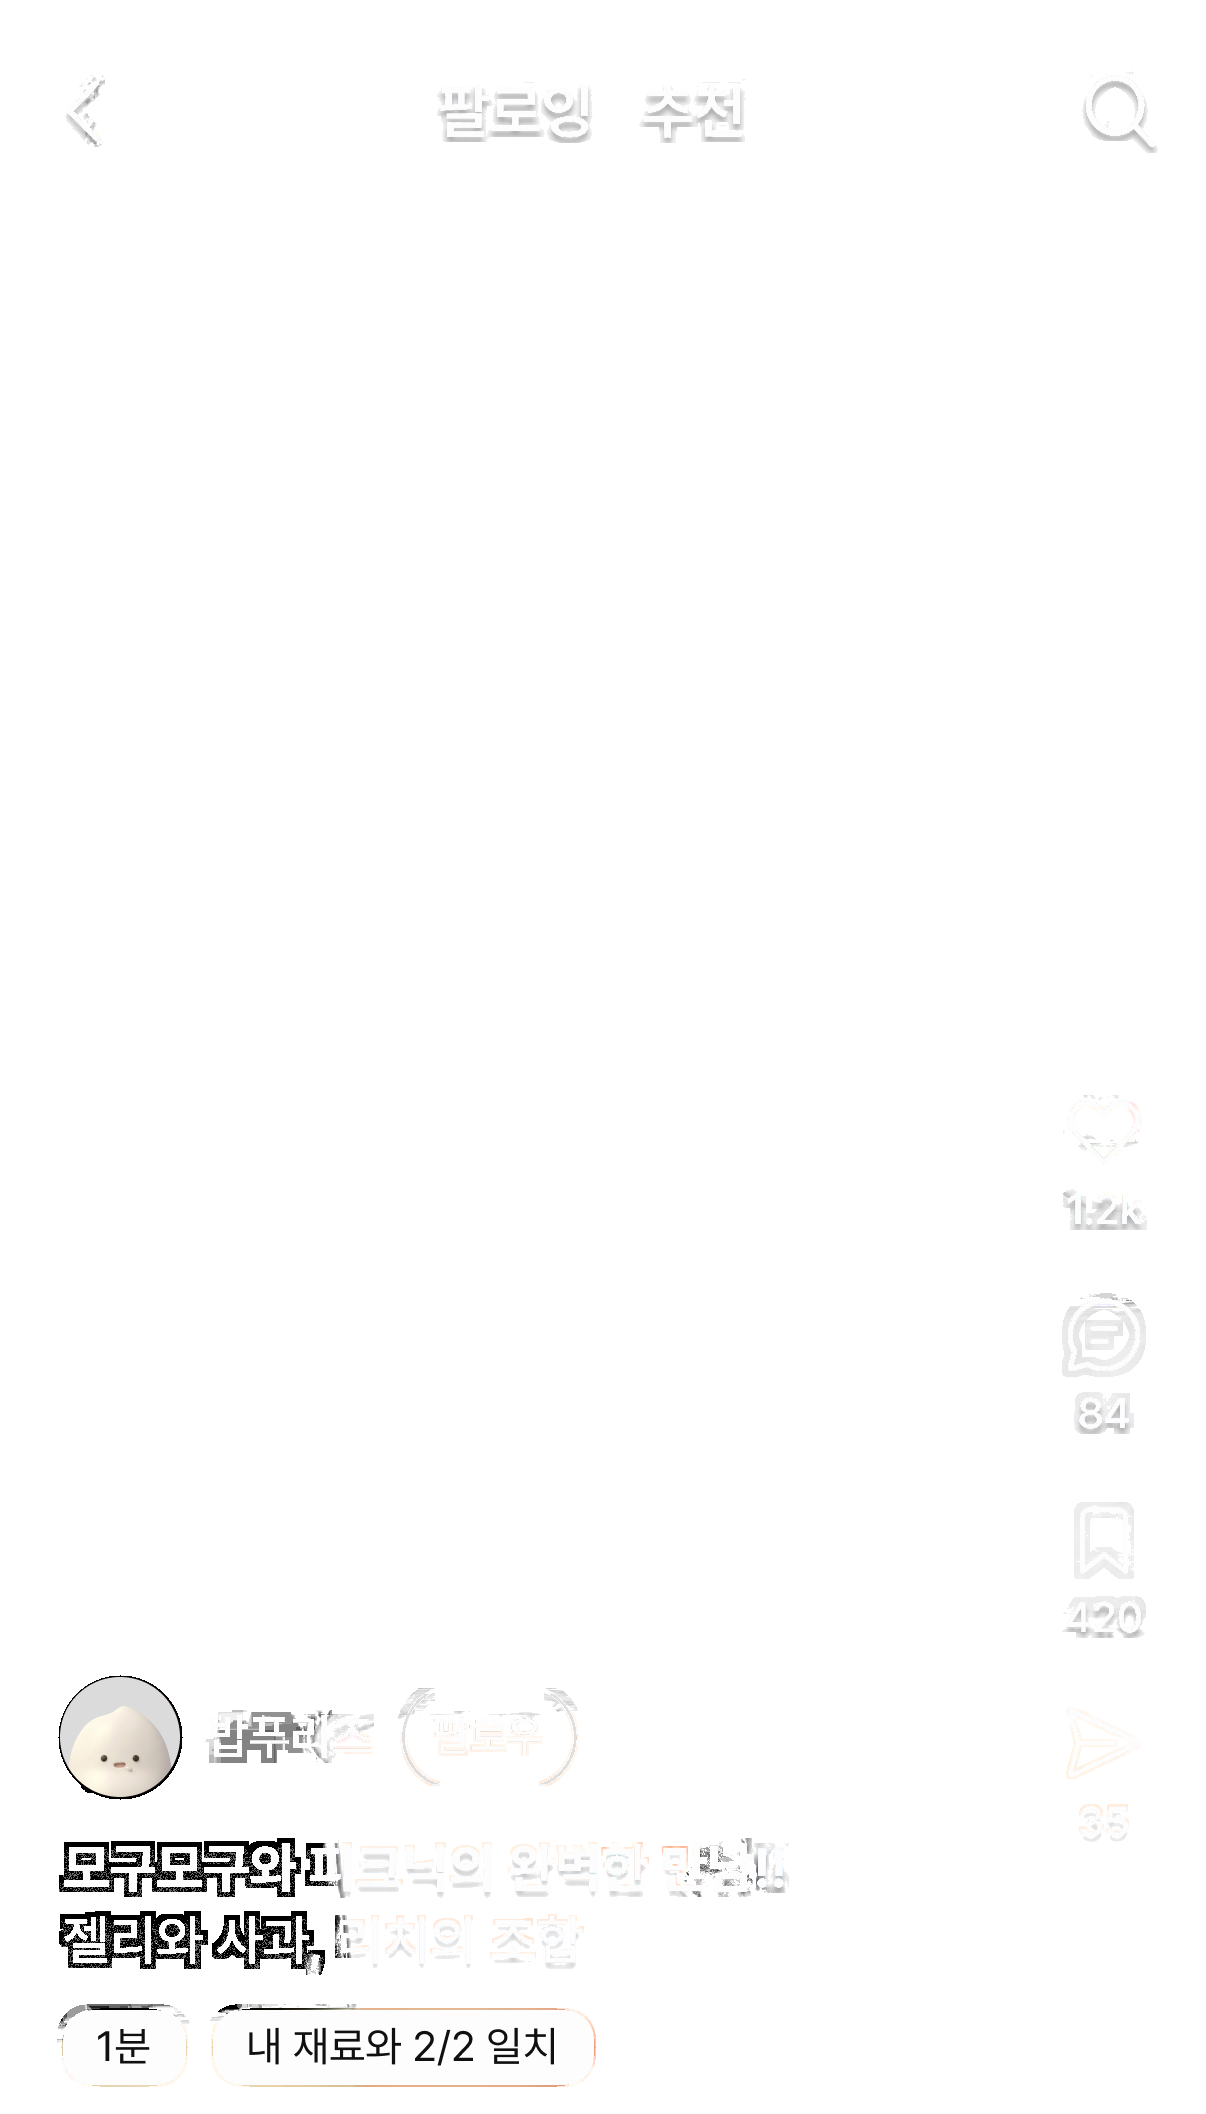 팔로잉 추천
1.2k
84
420
팔로우
35
모구모구와 피크닉의 완벽한 만남!!
젤리와 사과, 리치의 조합
1분
내 재료와 2/2 일치